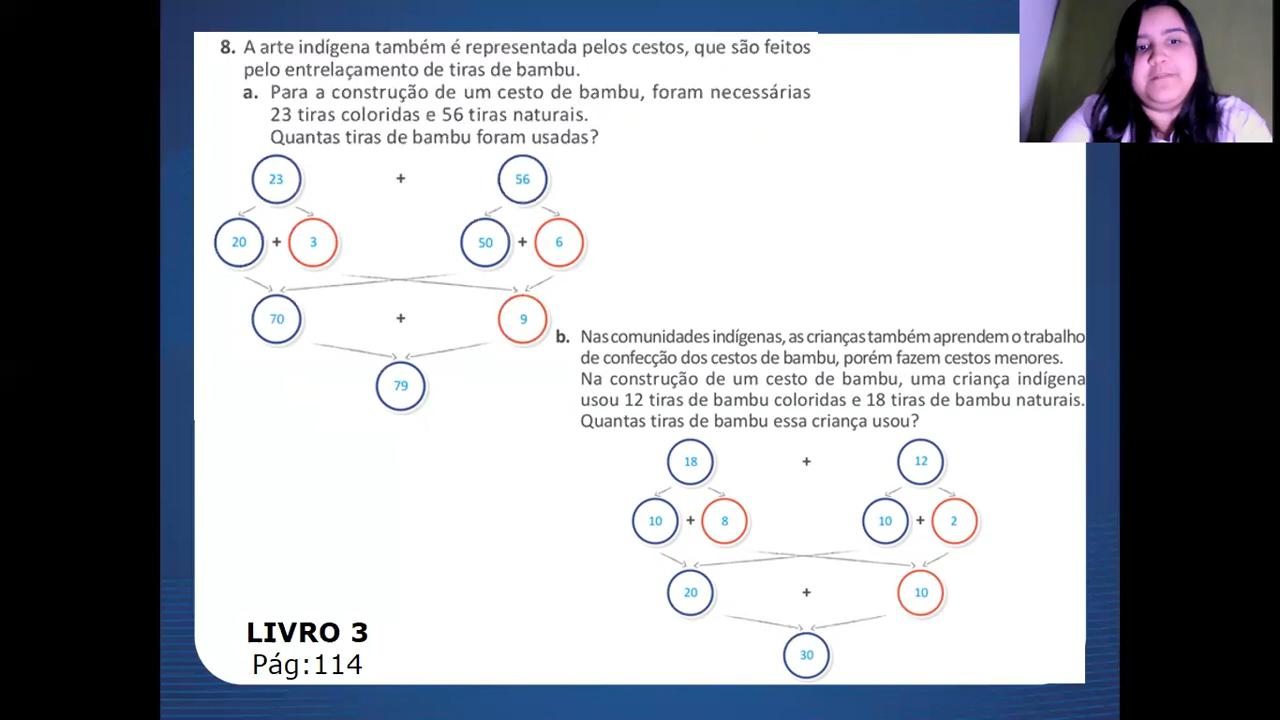 8. A arte indígena também é representada pelos cestos, que são feitos
pelo entrelaçamento de tiras de bambu.
a. Para a construção de um cesto de bambu, foram necessárias
23 tiras coloridas e 56 tiras naturais.
Quantas tiras de bambu foram usadas?
23 + 56
20 + 3 50 + 6
70 + 9
79
b. Nas comunidades indígenas, as crianças também aprendem o trabalho
de confecção dos cestos de bambu, porém fazem cestos menores.
Na construção de um cesto de bambu, uma criança indígena
usou 12 tiras de bambu coloridas e 18 tiras de bambu naturais.
Quantas tiras de bambu essa criança usou?
18 + 12
10 + 8 10 + 2
20 + 10
30
LIVRO 3
Pág:114